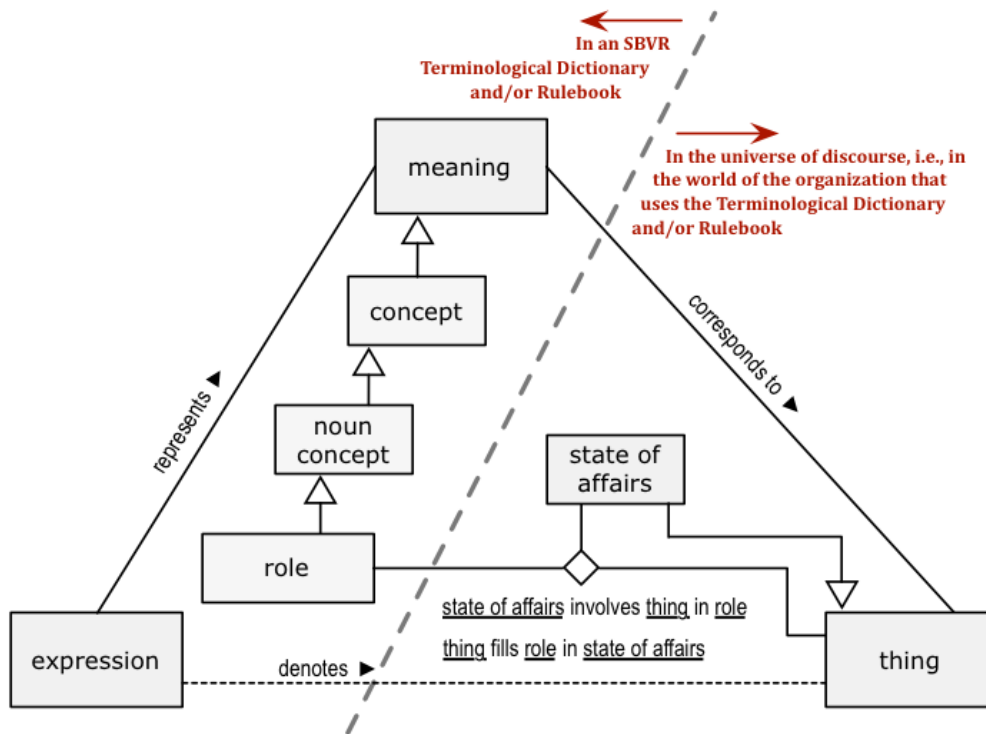 In an SBVR
Terminological Dictionary
and/or Rulebook
In the universe of discourse, i.e., in
the world of the organization that
uses the Terminological Dictionary
and/or Rulebook
meaning
concept
noun
concept
role
expression
state of
affairs
thing
represents
corresponds to
denotes
state of affairs involves thing in role
thing fills role in state of affairs